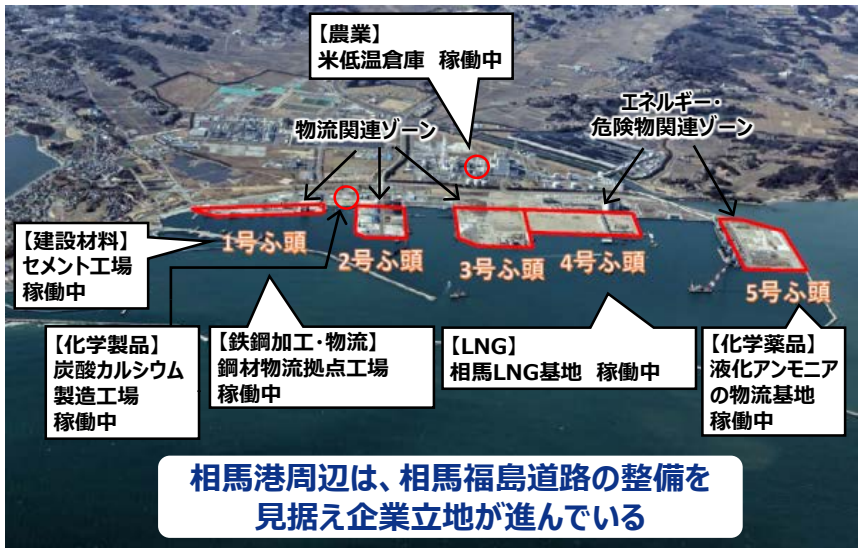 【農業】
米低温倉庫 稼働中
物流関連ゾーン
エネルギー・
危険物関連ゾーン
1号ふ頭
2号ふ頭
3号ふ頭
4号ふ頭
5号ふ頭
【建設材料】
セメント工場
稼働中
【化学製品】
炭酸カルシウム
製造工場
稼働中
【鉄鋼加工・物流】
鋼材物流拠点工場
稼働中
【LNG】
相馬LNG基地 稼働中
【化学薬品】
液化アンモニア
の物流基地
稼働中
相馬港周辺は、相馬福島道路の整備を
見据え企業立地が進んでいる